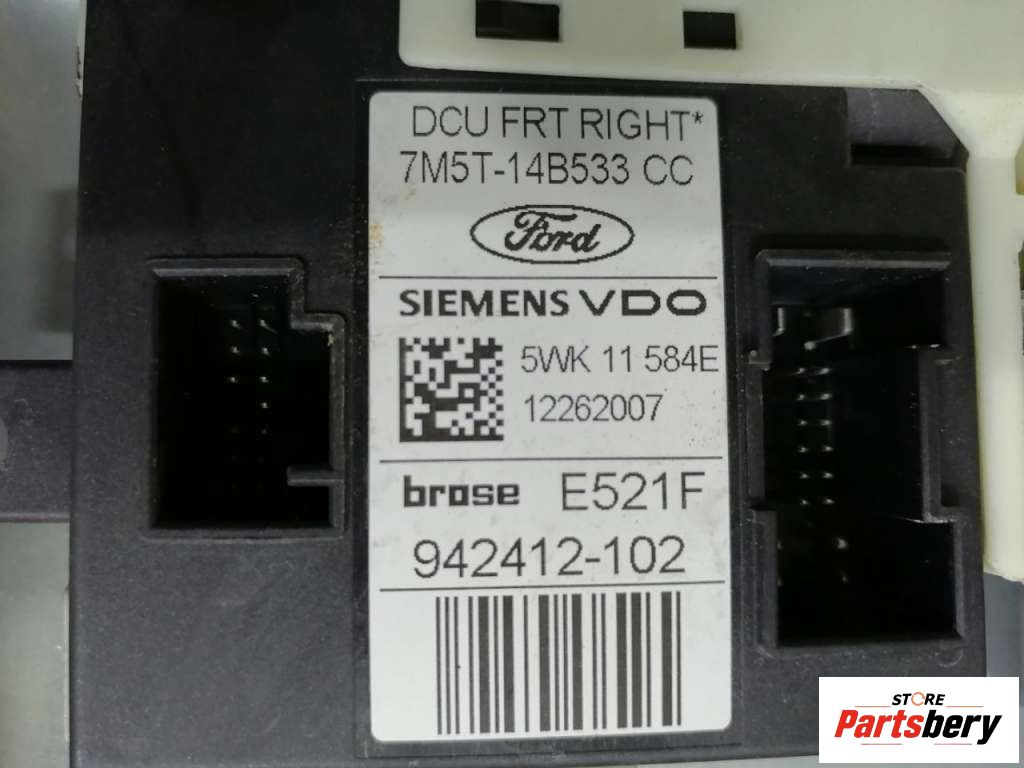 DCU FRT RIGHT*
7M5T-14B533 CC
Ford
SIEMENS VDO
5WK 11 584E
12262007
brose E521F
942412-102
STORE
Partsbery